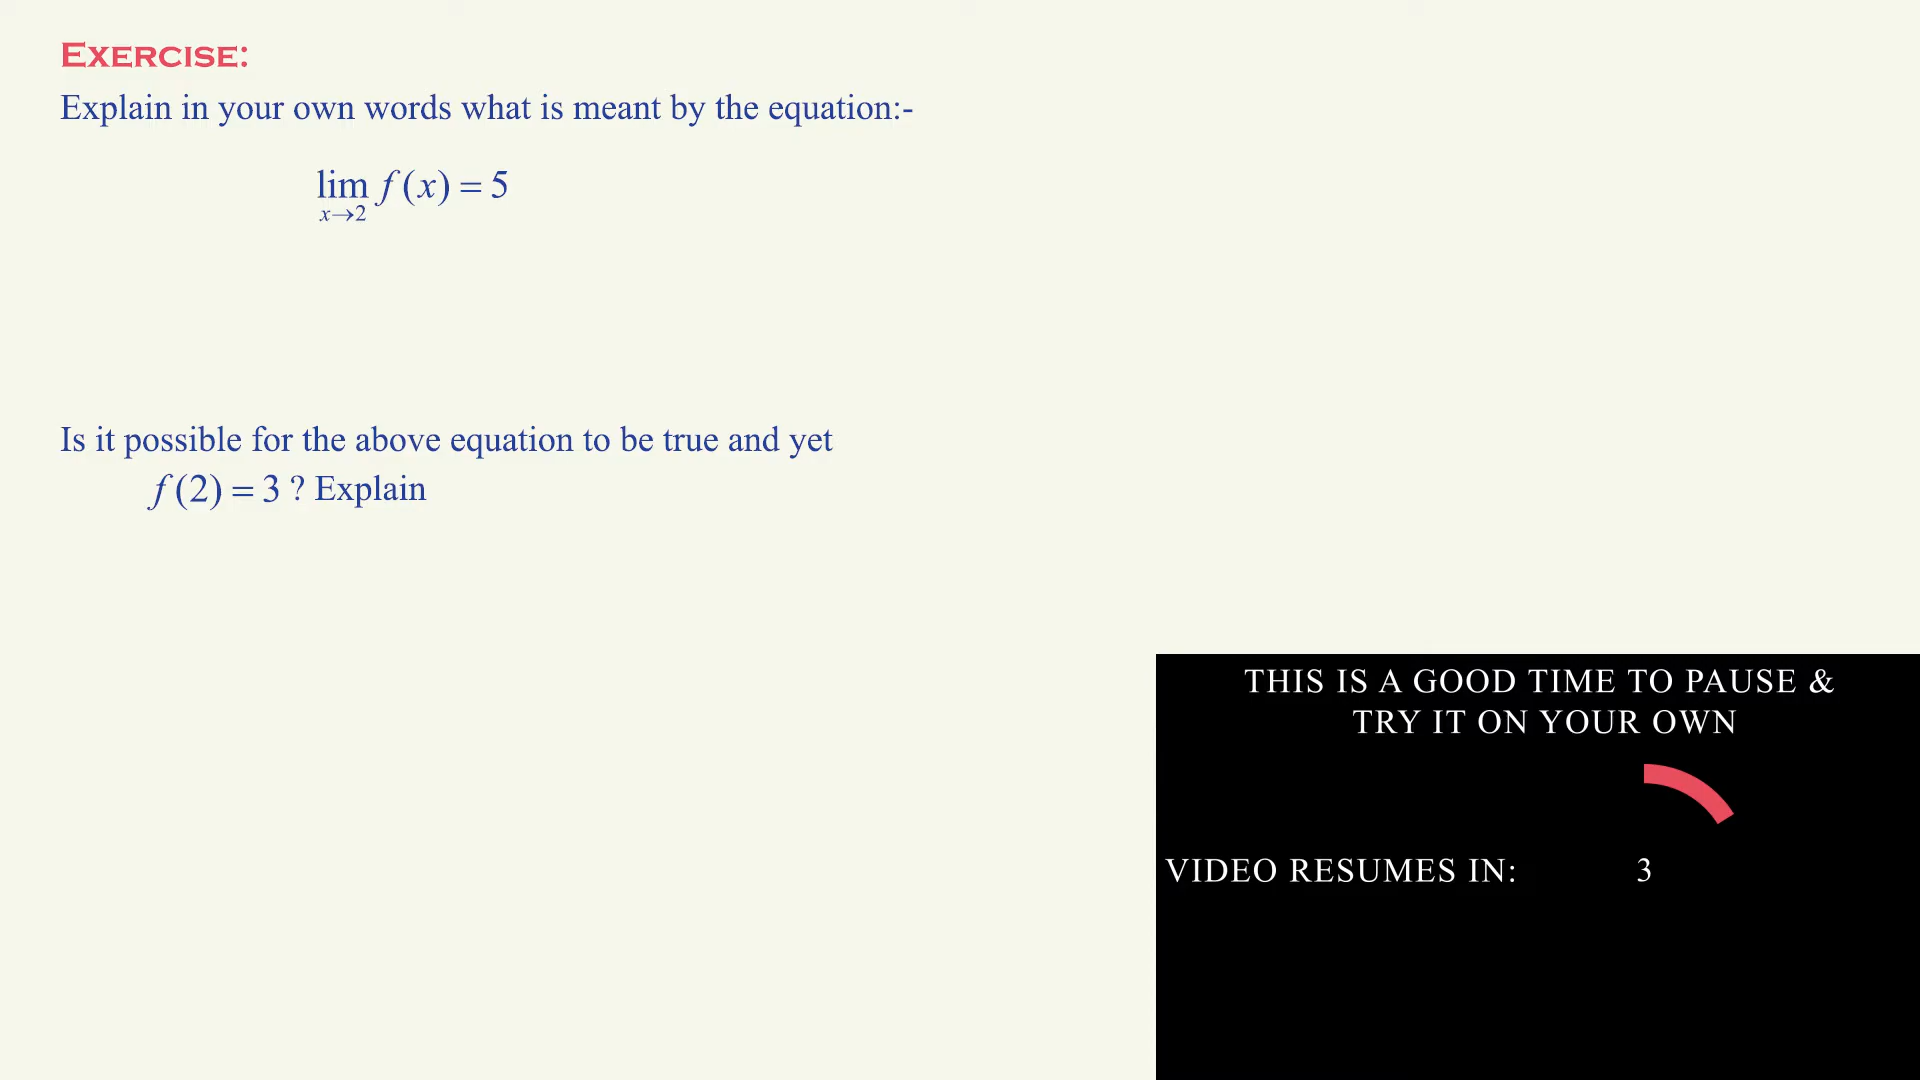 EXERCISE:
Explain in your own words what is meant by the equation:-
lim f(x) = 5
x→2
Is it possible for the above equation to be true and yet
f(2) = 3 ? Explain
THIS IS A GOOD TIME TO PAUSE &
TRY IT ON YOUR OWN
VIDEO RESUMES IN: 3